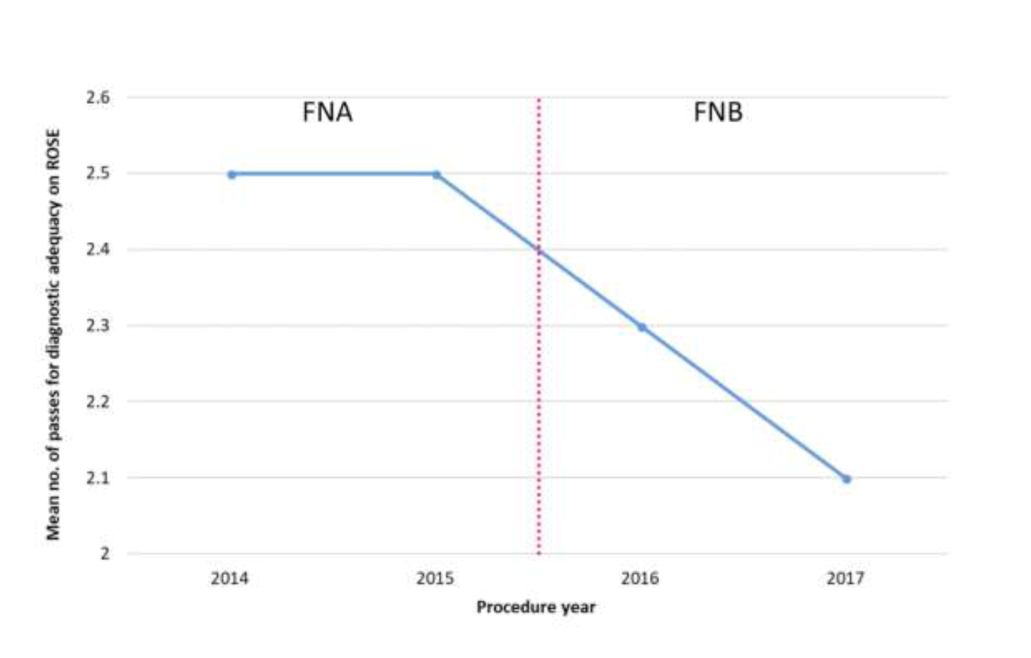 2.6
FNA
FNB
2.5
2.4
2.3
2.2
2.1
2
Mean no. of passes for diagnostic adequacy on ROSE
2014 2015 2016 2017
Procedure year